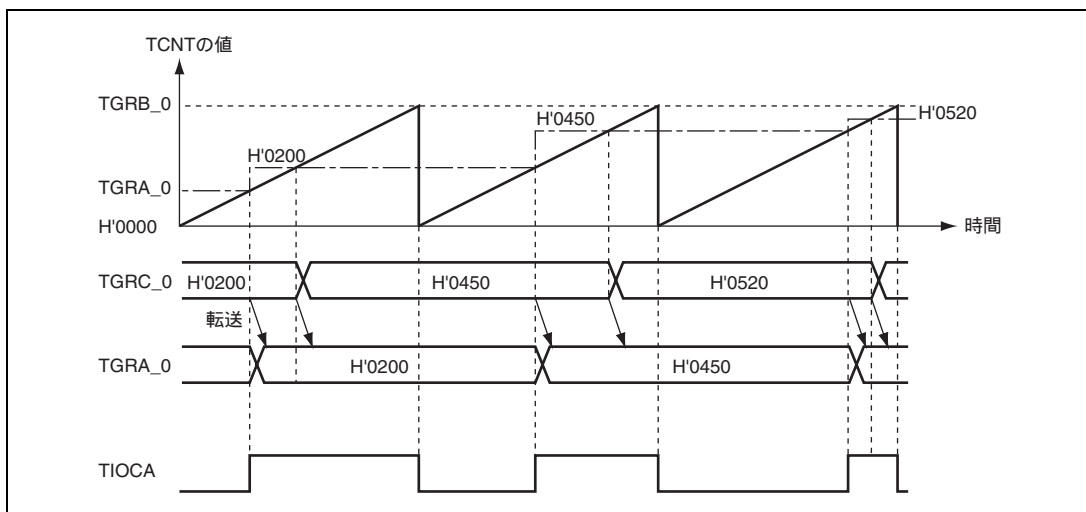 TCNTの値
TGRB_0
H'0520
H'0450
H'0200
TGRA_0
H'0000
時間
TGRC_0
H'0200
H'0450
H'0520
転送
TGRA_0
H'0200
H'0450
TIOCA